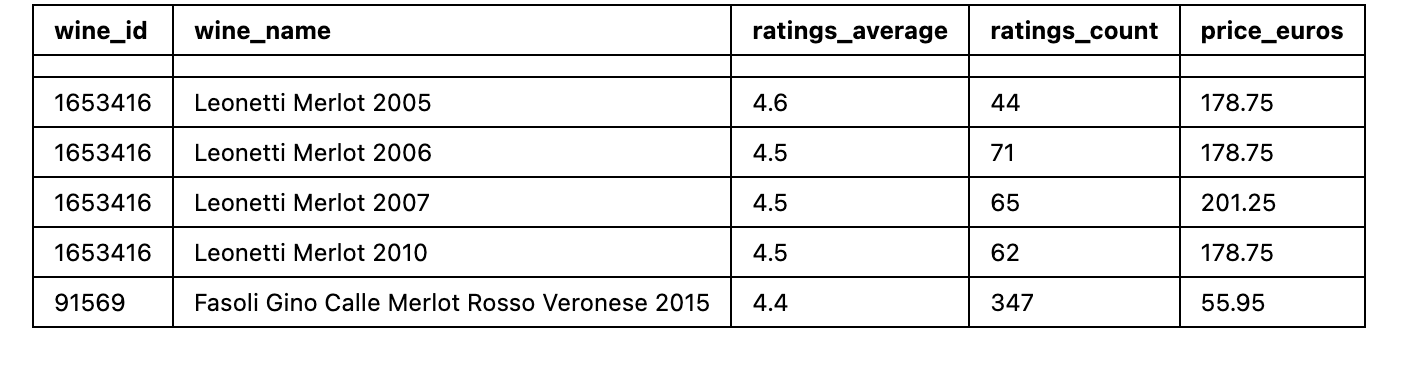 wine_id wine_name ratings_average ratings_count price_euros
1653416 Leonetti Merlot 2005 4.6 44 178.75
1653416 Leonetti Merlot 2006 4.5 71 178.75
1653416 Leonetti Merlot 2007 4.5 65 201.25
1653416 Leonetti Merlot 2010 4.5 62 178.75
91569 Fasoli Gino Calle Merlot Rosso Veronese 2015 4.4 347 55.95